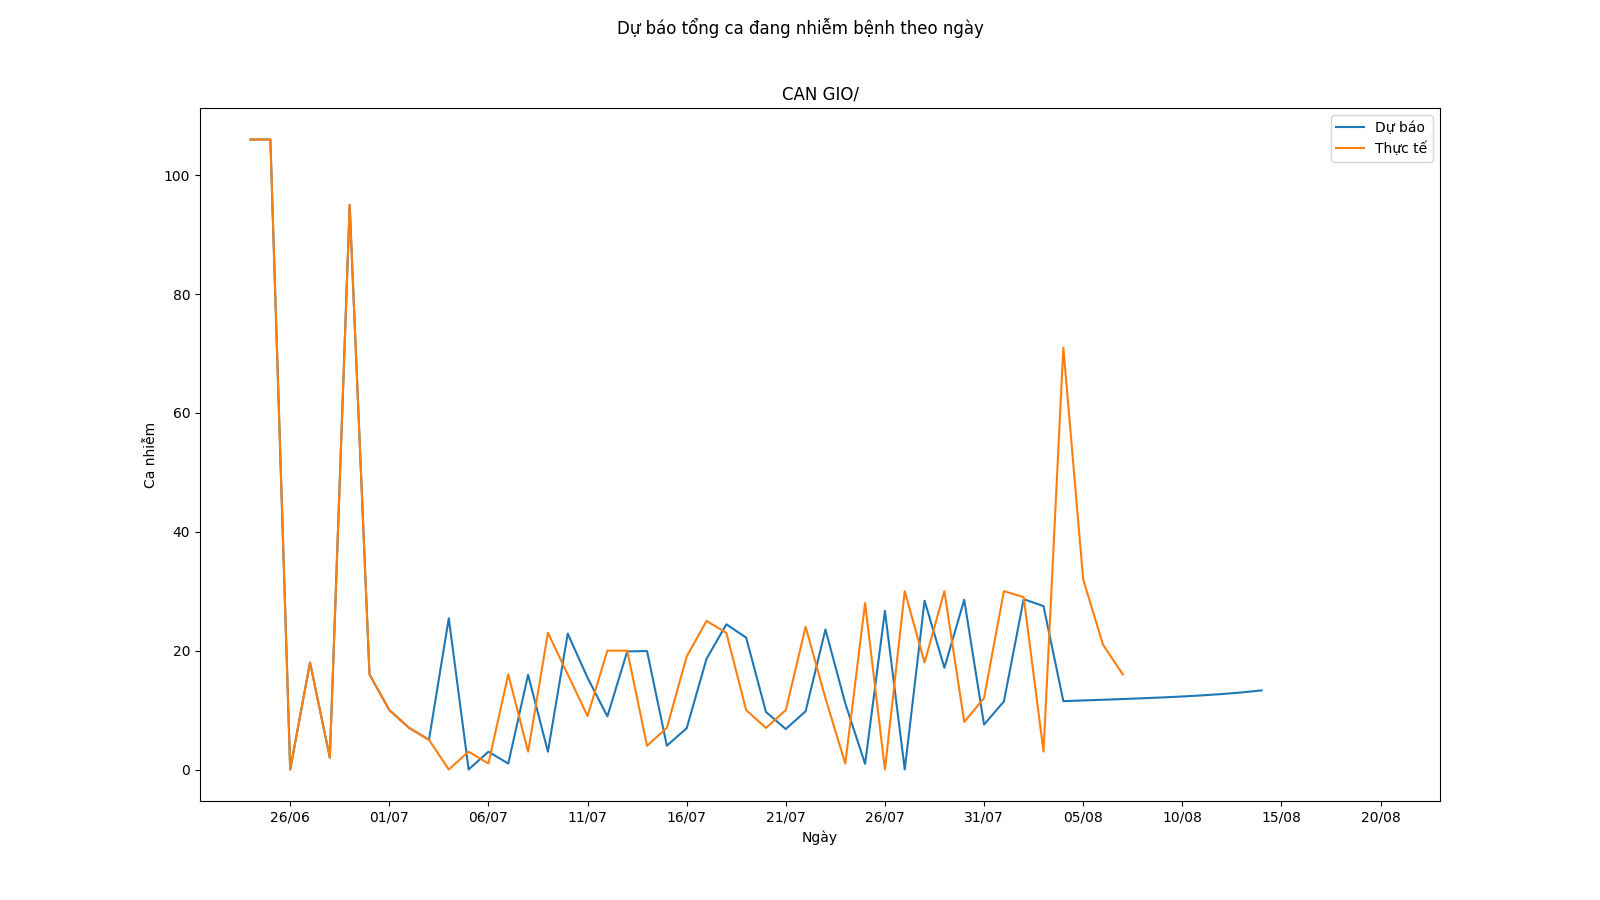 Dự báo tổng ca đang nhiễm bệnh theo ngày
CAN GIO/
Dự báo
Thực tế
100
80
60
40
20
0
Ca nhiễm
26/06 01/07 06/07 11/07 16/07 21/07 26/07 31/07 05/08 10/08 15/08 20/08
Ngày